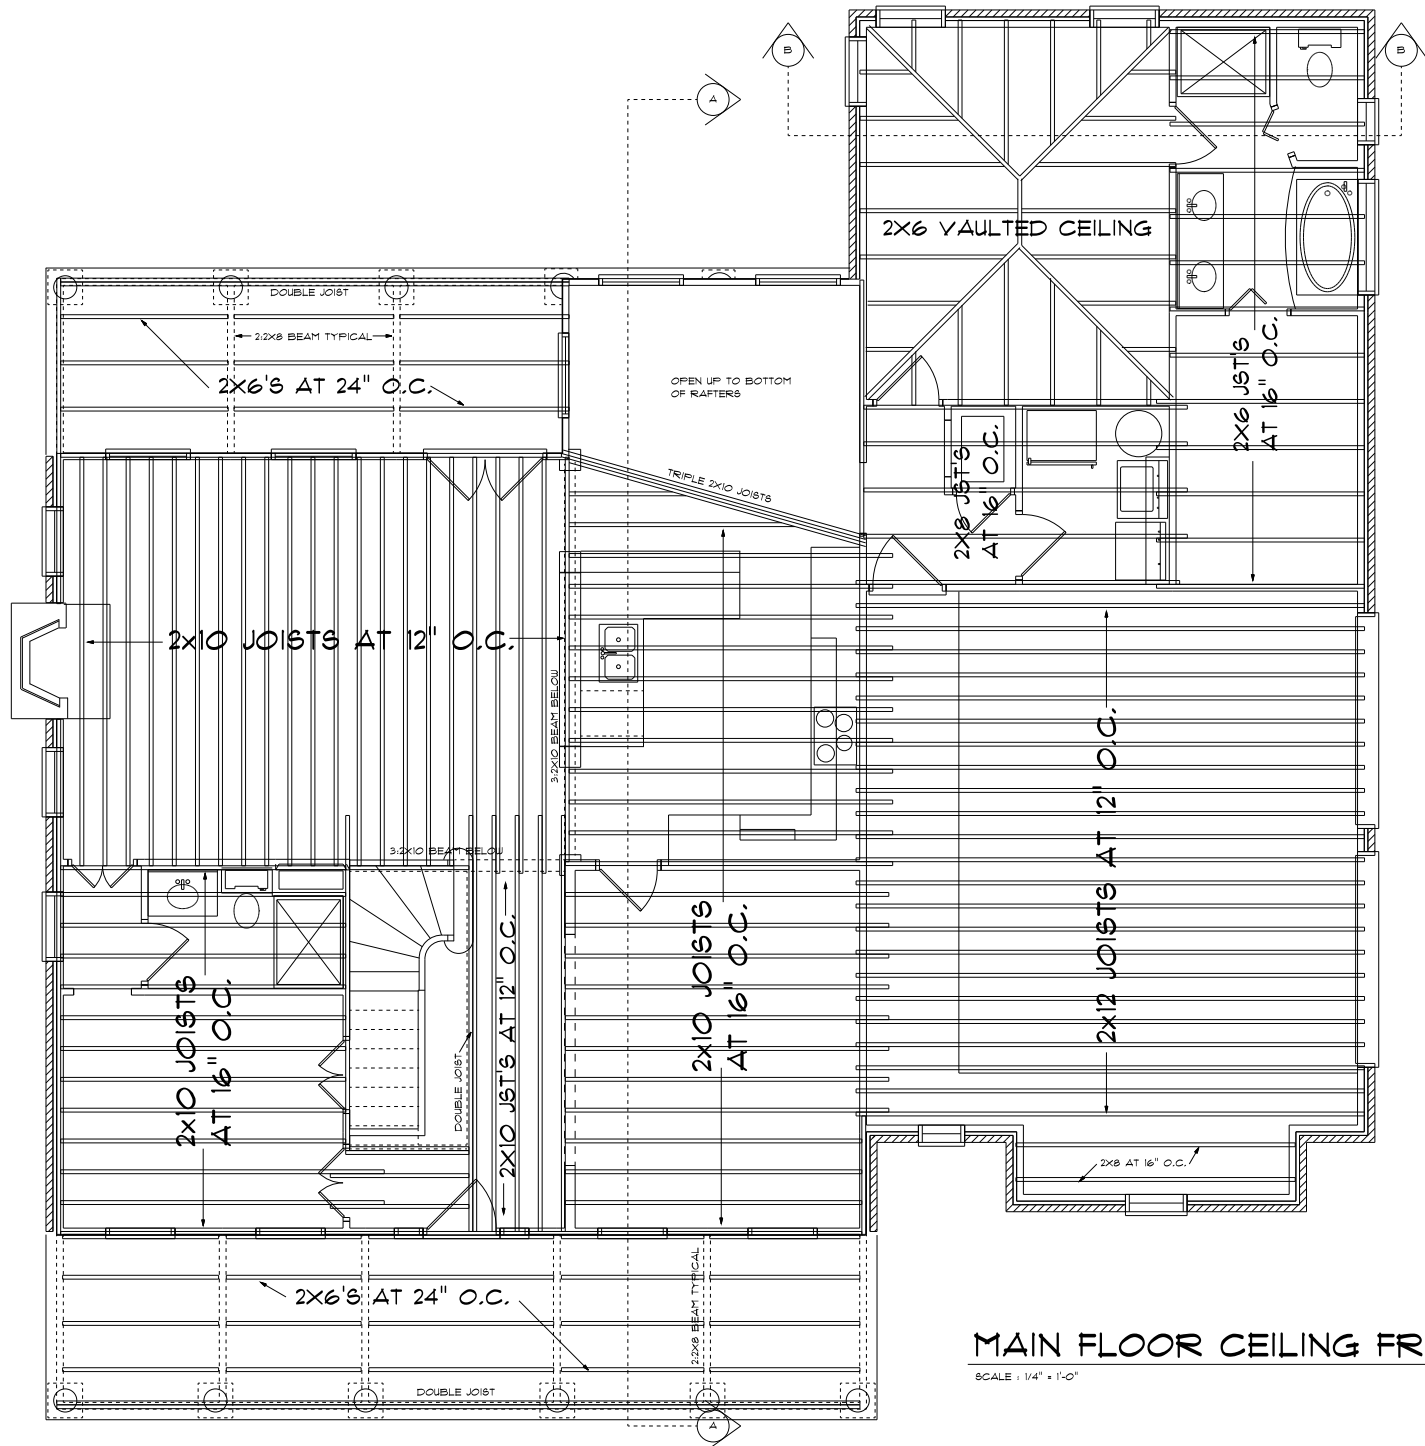 B
B
A
2X6 VAULTED CEILING
DOUBLE JOIST
2:2X8 BEAM TYPICAL
2X6'S AT 24" O.C.
OPEN UP TO BOTTOM
OF RAFTERS
2X6 JST'S
AT 16" O.C.
TRIPLE 2X10 JOISTS
2X8 JST'S
AT 16" O.C.
2x10 JOISTS AT 12" O.C.
3:2X10 BEAM BELOW
2x12 JOISTS AT 12" O.C.
3:2X10 BEAM BELOW
2x10 JOISTS
AT 16" O.C.
DOUBLE JOIST
2X10 JST'S AT 12" O.C.
2x10 JOISTS
AT 16" O.C.
2X8 AT 16" O.C.
2X6'S AT 24" O.C.
2:2X8 BEAM TYPICAL
DOUBLE JOIST
A
MAIN FLOOR CEILING FR
SCALE : 1/4" = 1'-0"